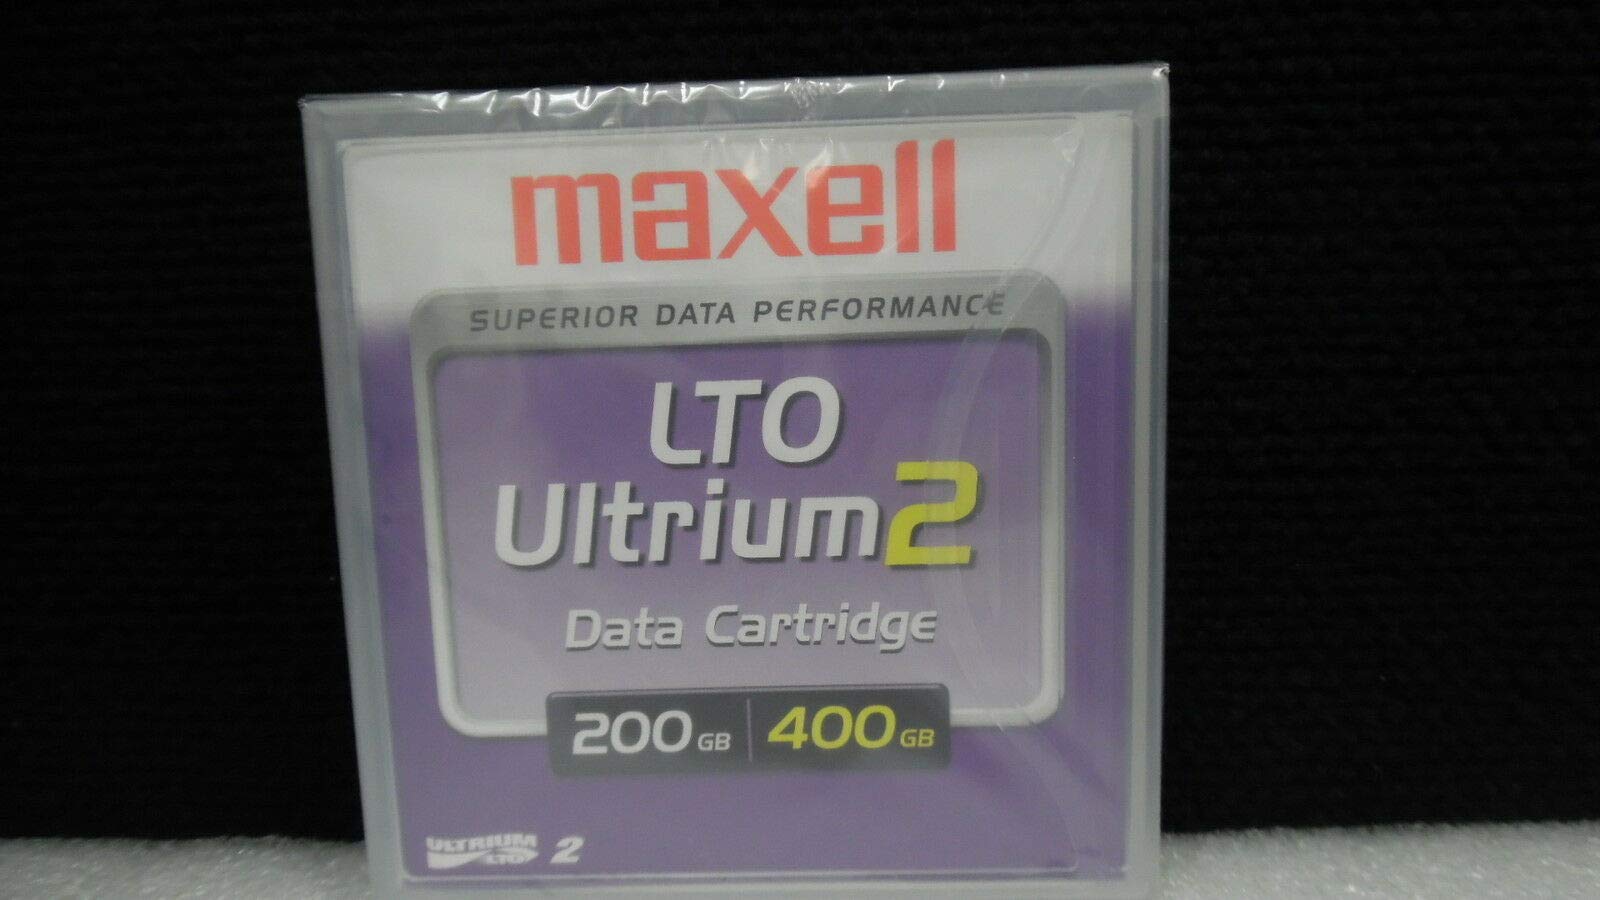 maxell
SUPERIOR DATA PERFORMANCE
LTO
Ultrium2
Data Cartridge
200GB | 400GB
ULTRIUM
LTO 2